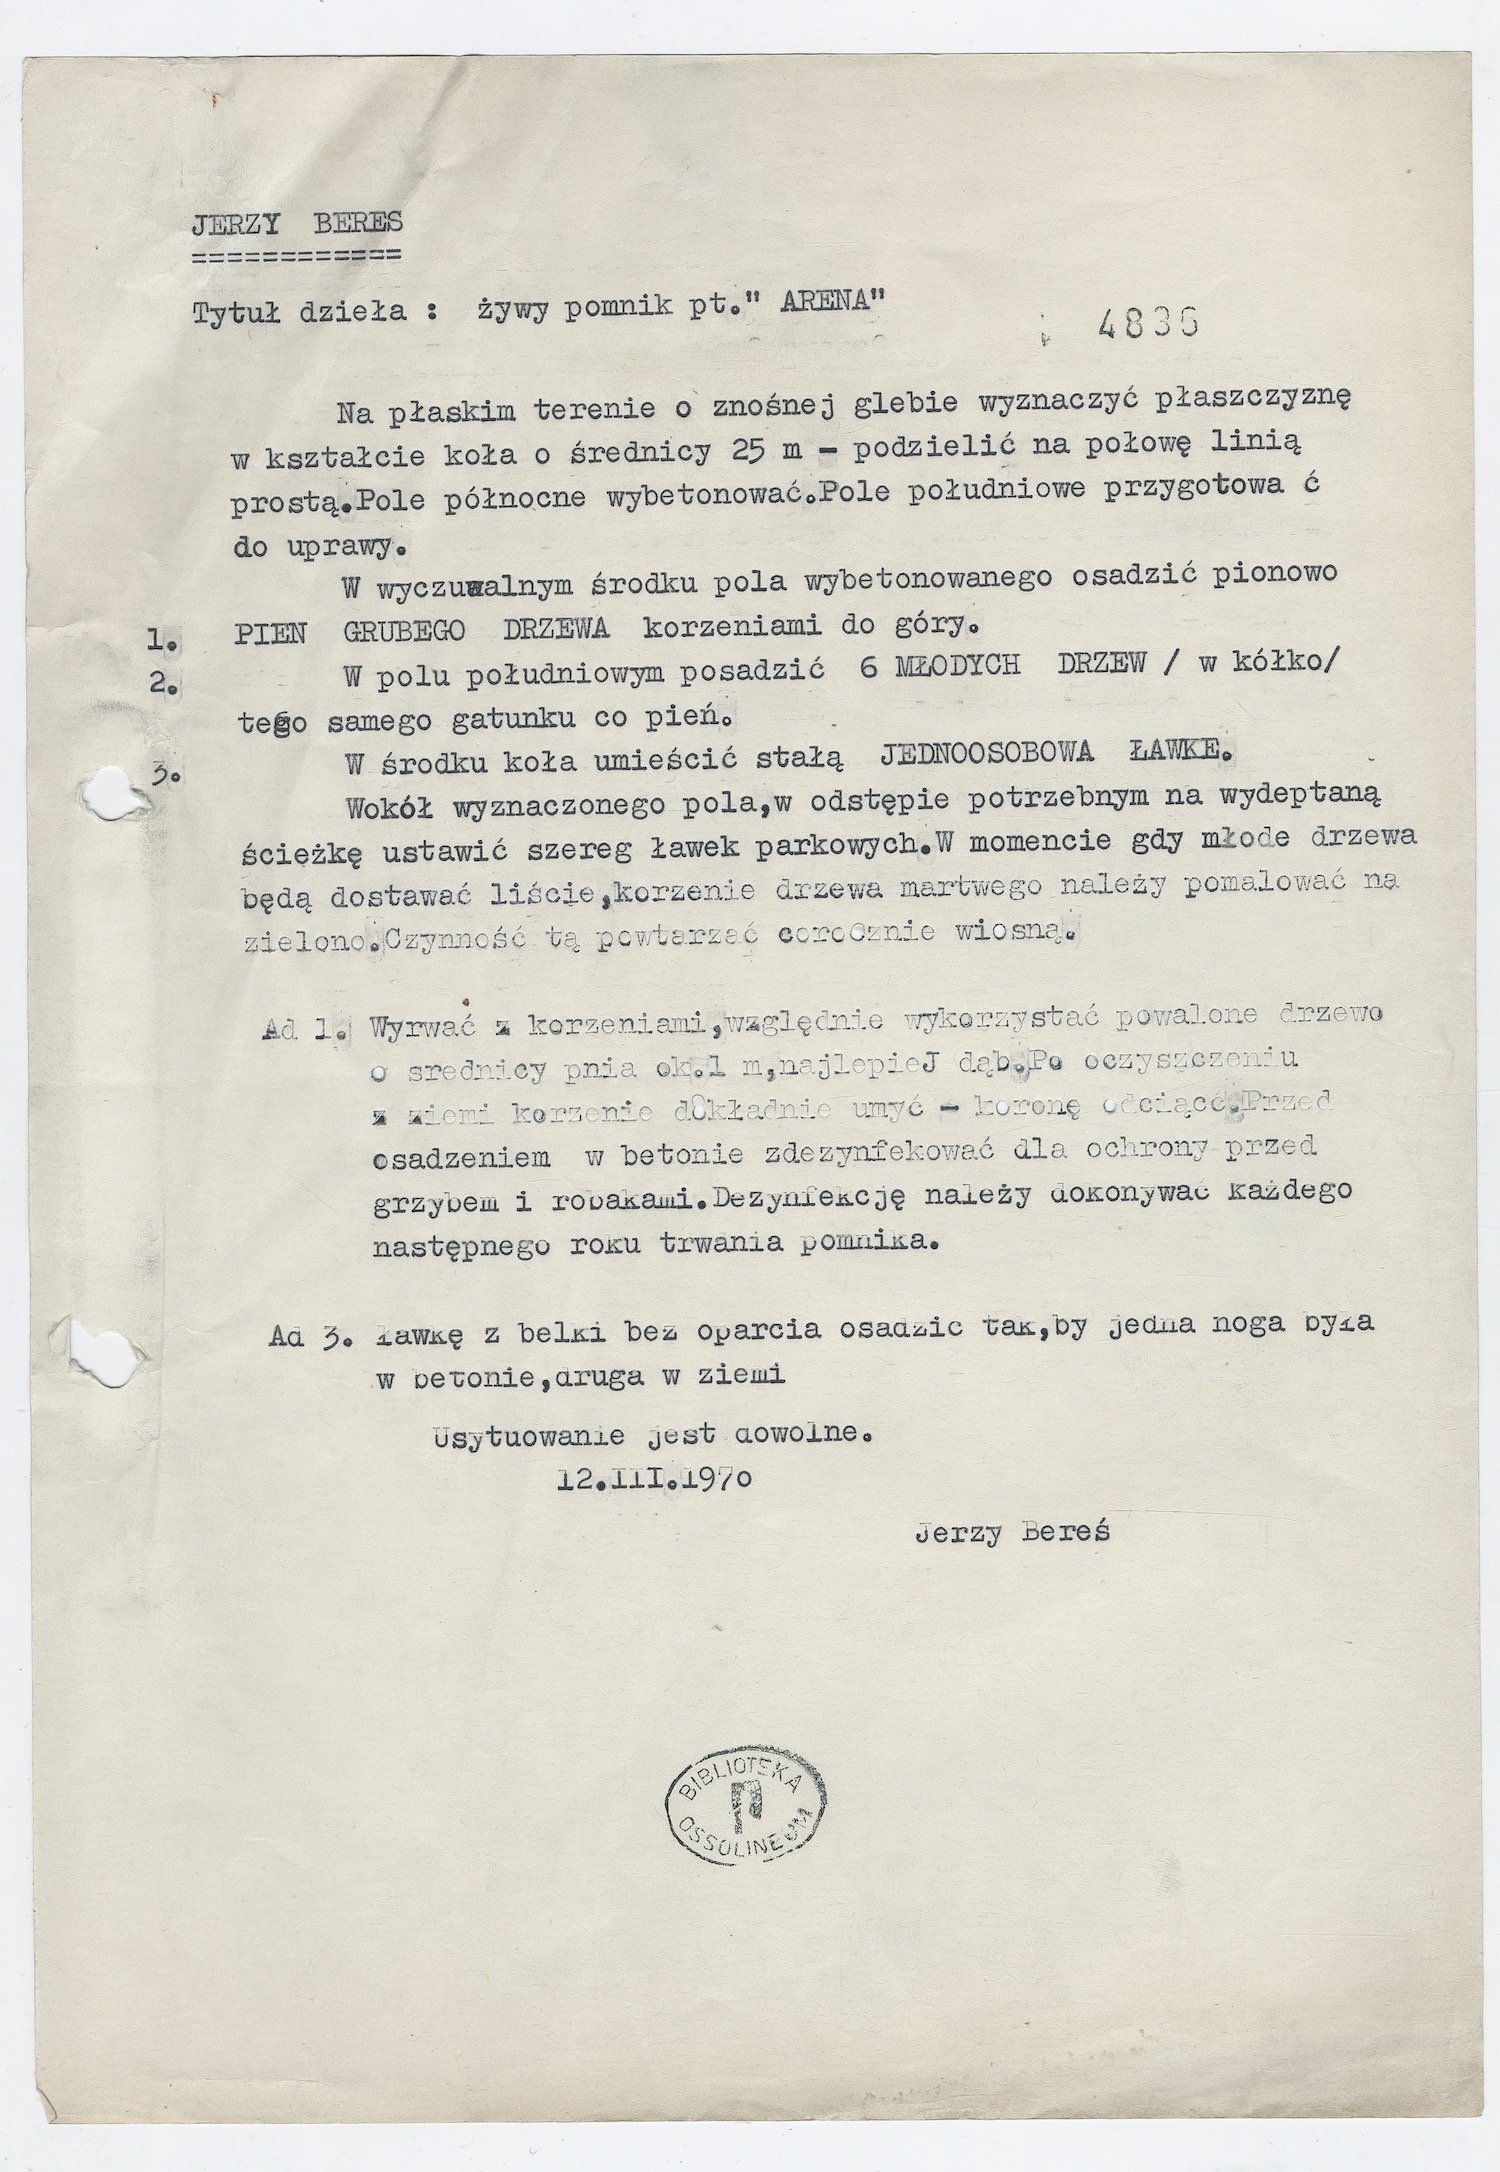 JERZY BERES
============
Tytuł dzieła : żywy pomnik pt." ARENA"
4836
Na płaskim terenie o znośnej glebie wyznaczyć płaszczyznę
w kształcie koła o średnicy 25 m - podzielić na połowę linią
prostą.Pole północne wybetonować.Pole południowe przygotowa ć
do uprawy.
W wyczuwalnym środku pola wybetonowanego osadzić pionowo
1. PIEN GRUBEGO DRZEWA korzeniami do góry.
2. W polu południowym posadzić 6 MŁODYCH DRZEW / w kółko/
tego samego gatunku co pień.
3. W środku koła umieścić stałą JEDNOOSOBOWA ŁAWKE.
Wokół wyznaczonego pola,w odstępie potrzebnym na wydeptaną
ścieżkę ustawić szereg ławek parkowych.W momencie gdy młode drzewa
będą dostawać liście,korzenie drzewa martwego należy pomalować na
zielono.Czynność tą powtarzać coroOznie wiosną.
Ad 1. Wyrwać z korzeniami,względnie wykorzystać powalone drzewo
o srednicy pnia ok.1 m,najlepieJ dąb.Po oczyszczeniu
z ziemi korzenie dOkładnie umyć - koronę odciąć.Przed
osadzeniem w betonie zdezynfekować dla ochrony przed
grzybem i robakami.Dezynfekcję należy dokonywać każdego
następnego roku trwania pomnika.
Ad 3. ławkę z belki bez oparcia osadzić tak,by jedna noga była
w betonie,druga w ziemi
Usytuowanie jest dowolne.
12.III.1970
Jerzy Bereś
BIBLIOTEKA
OSSOLINEUM